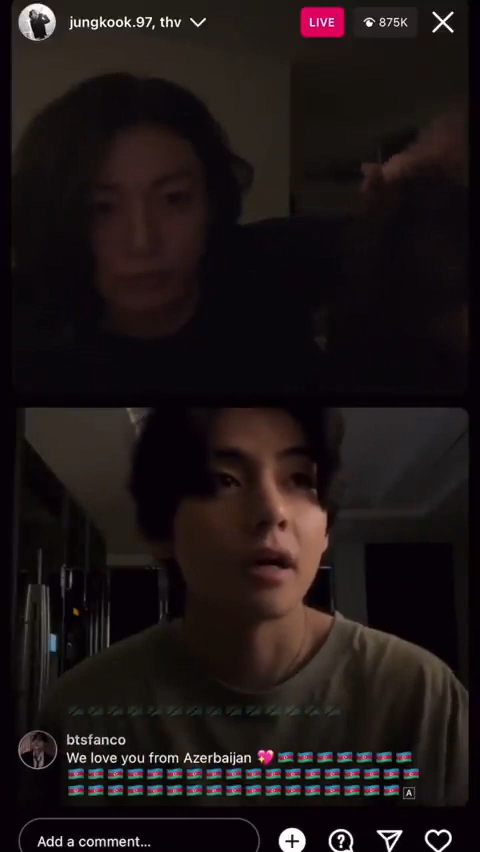 jungkook.97, thv
LIVE
875K
btsfanco
We love you from Azerbaijan 💖🇦🇿🇦🇿🇦🇿🇦🇿🇦🇿🇦🇿🇦🇿
🇦🇿🇦🇿🇦🇿🇦🇿🇦🇿🇦🇿🇦🇿🇦🇿🇦🇿🇦🇿🇦🇿🇦🇿🇦🇿🇦🇿🇦🇿🇦🇿🇦🇿🇦🇿
🇦🇿🇦🇿🇦🇿🇦🇿🇦🇿🇦🇿🇦🇿🇦🇿🇦🇿🇦🇿🇦🇿🇦🇿🇦🇿🇦🇿🇦🇿🇦🇿🇦🇿 A
Add a comment...